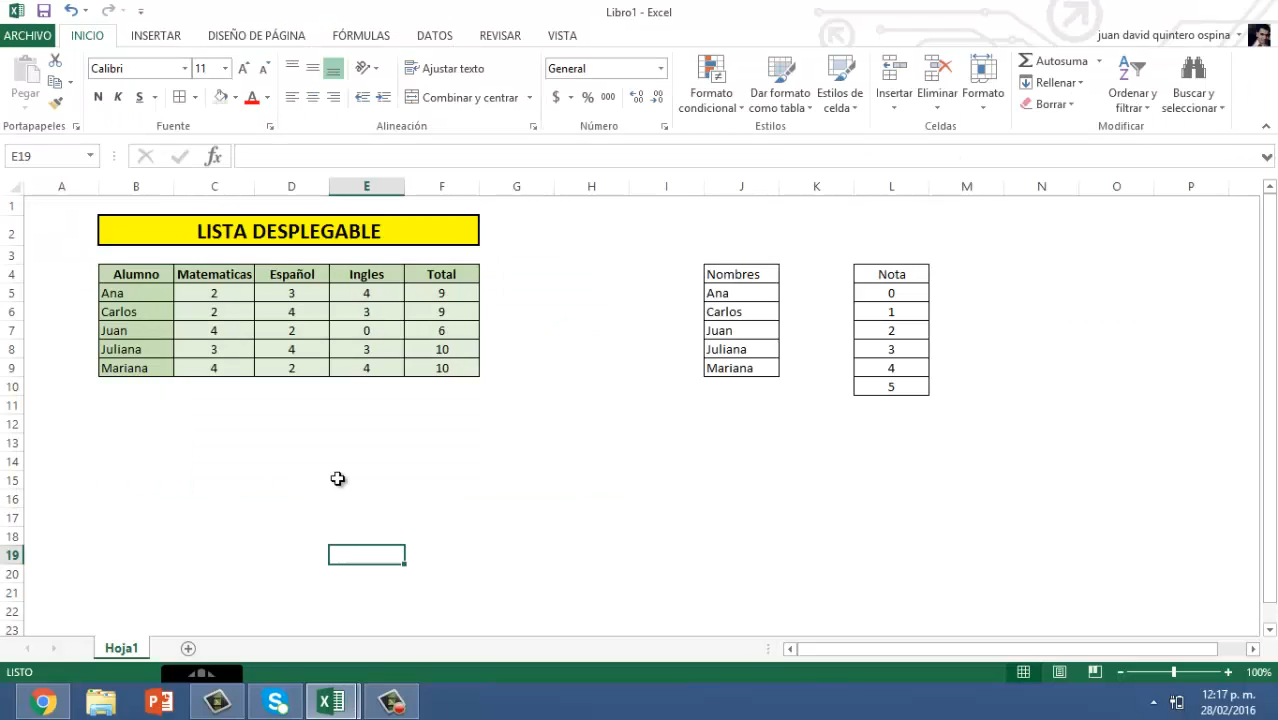 Libro1 - Excel
ARCHIVO INICIO INSERTAR DISEÑO DE PÁGINA FÓRMULAS DATOS REVISAR VISTA juan david quintero ospina
Pegar Calibri 11 Ajustar texto General Formato condicional Dar formato como tabla Estilos de celda Insertar Eliminar Formato Autosuma Ordenar y filtrar Buscar y seleccionar
N K S A Combinar y centrar $ % 000 Rellenar
Borrar
Portapapeles Fuente Alineación Número Estilos Celdas Modificar
E19 fx
A B C D E F G H I J K L M N O P
1
2 LISTA DESPLEGABLE
3
4 Alumno Matematicas Español Ingles Total Nombres Nota
5 Ana 2 3 4 9 Ana 0
6 Carlos 2 4 3 9 Carlos 1
7 Juan 4 2 0 6 Juan 2
8 Juliana 3 4 3 10 Juliana 3
9 Mariana 4 2 4 10 Mariana 4
10 5
11
12
13
14
15
16
17
18
19
20
21
22
23
Hoja1
LISTO 100%
12:17 p. m.
28/02/2016